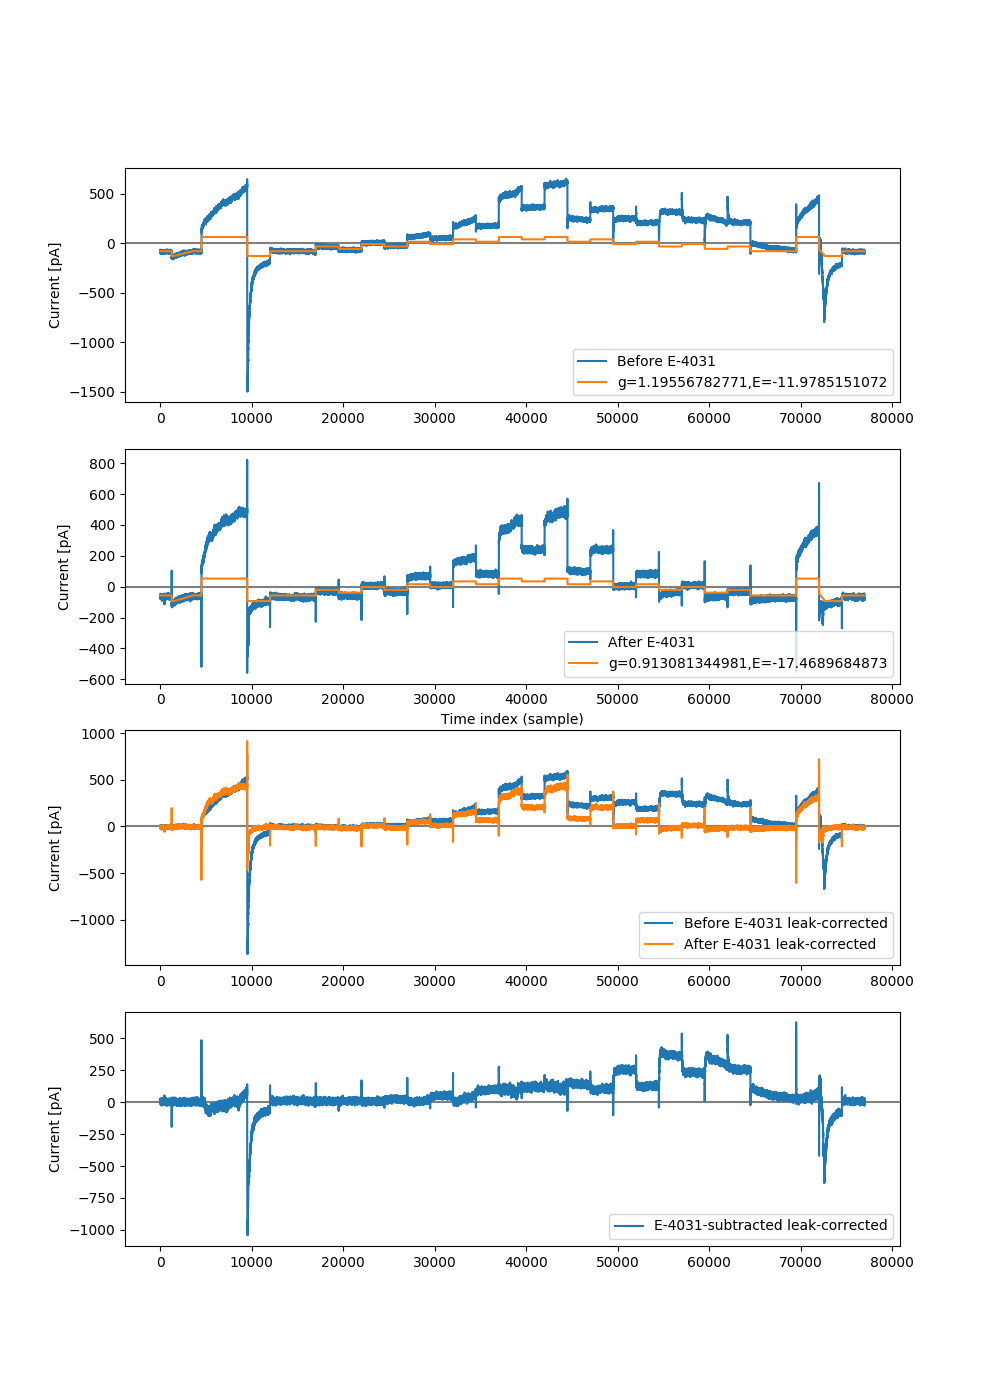 500
0
−500
−1000
−1500
Current [pA]
Before E-4031
g=1.19556782771,E=-11.9785151072
0 10000 20000 30000 40000 50000 60000 70000 80000
800
600
400
200
0
−200
−400
−600
Current [pA]
After E-4031
g=0.913081344981,E=-17.4689684873
0 10000 20000 30000 40000 50000 60000 70000 80000
Time index (sample)
1000
500
0
−500
−1000
Current [pA]
Before E-4031 leak-corrected
After E-4031 leak-corrected
0 10000 20000 30000 40000 50000 60000 70000 80000
500
250
0
−250
−500
−750
−1000
Current [pA]
E-4031-subtracted leak-corrected
0 10000 20000 30000 40000 50000 60000 70000 80000